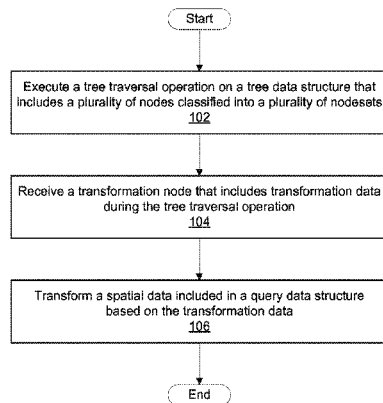 Start
Execute a tree traversal operation on a tree data structure that
includes a plurality of nodes classified into a plurality of nodesets
102
Receive a transformation node that includes transformation data
during the tree traversal operation
104
Transform a spatial data included in a query data structure
based on the transformation data
106
End